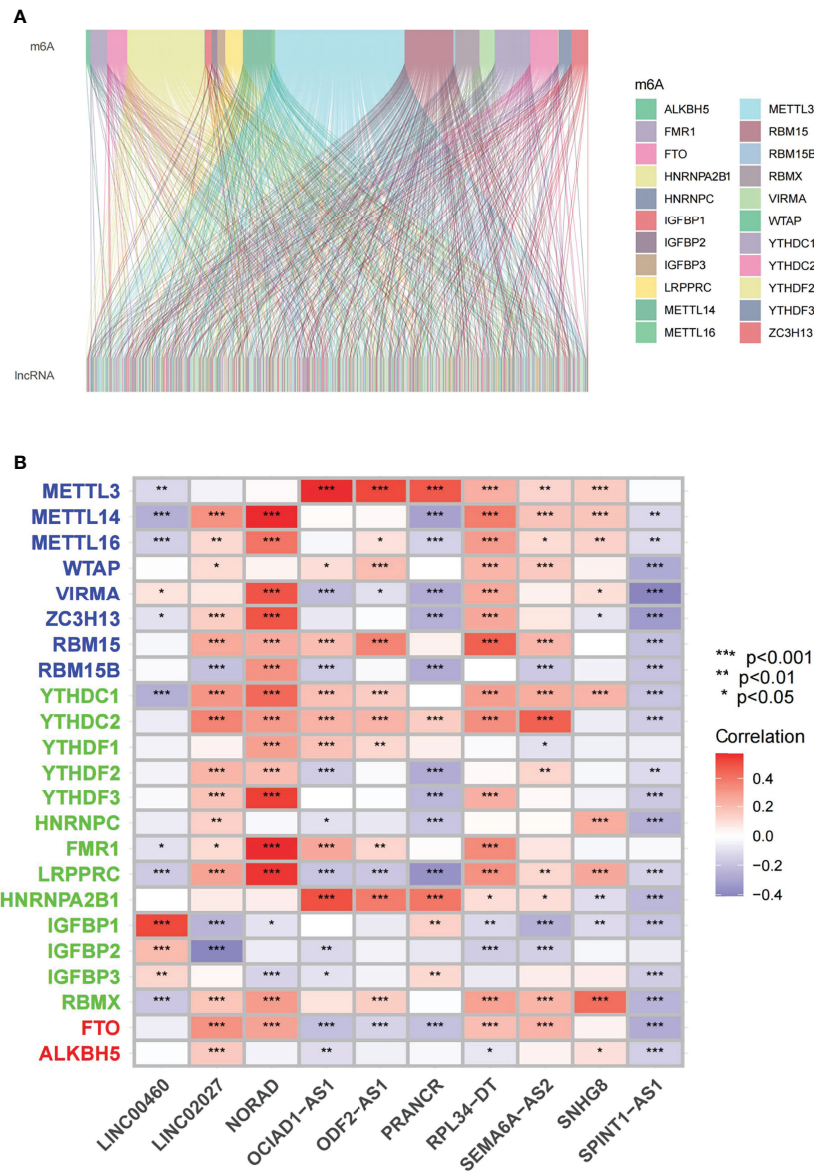 A
m6A
lncRNA
m6A
ALKBH5 METTL3
FMR1 RBM15
FTO RBM15B
HNRNPA2B1 RBMX
HNRNPC VIRMA
IGFBP1 WTAP
IGFBP2 YTHDC1
IGFBP3 YTHDC2
LRPPRC YTHDF2
METTL14 YTHDF3
METTL16 ZC3H13
B
METTL3 ** *** *** *** *** ** ***
METTL14 *** *** *** *** *** *** *** **
METTL16 *** ** *** * *** *** * ** **
WTAP * * *** *** *** ***
VIRMA * *** *** * *** *** * ***
ZC3H13 * *** *** *** *** * ***
RBM15 *** *** *** *** *** *** ***
RBM15B *** *** *** *** *** ***
YTHDC1 *** *** *** *** *** *** *** *** ***
YTHDC2 *** *** *** *** *** *** *** ***
YTHDF1 *** *** ** *
YTHDF2 *** *** *** *** ** **
YTHDF3 *** *** *** *** ***
HNRNPC ** * *** *** ***
FMR1 * * *** *** ** ***
LRPPRC *** *** *** *** *** *** *** ** *** ***
HNRNPA2B1 *** *** *** * * ** ***
IGFBP1 *** *** * ** ** *** ** ***
IGFBP2 *** *** ** *** ***
IGFBP3 ** *** * ** ***
RBMX *** *** *** *** *** *** *** ***
FTO *** *** *** *** *** *** *** ***
ALKBH5 *** ** * * ***
LINC00460 LINC02027 NORAD OCIAD1−AS1 ODF2−AS1 PRANCR RPL34−DT SEMA6A−AS2 SNHG8 SPINT1−AS1
*** p<0.001
** p<0.01
* p<0.05
Correlation
0.4
0.2
0.0
−0.2
−0.4